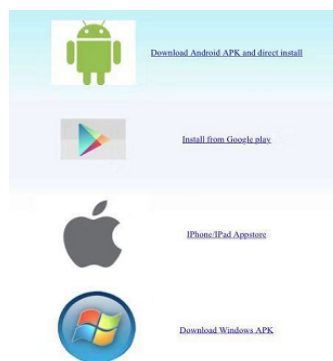 Download Android APK and direct install
Install from Google play
IPhone/IPad Appstore
Download Windows APK